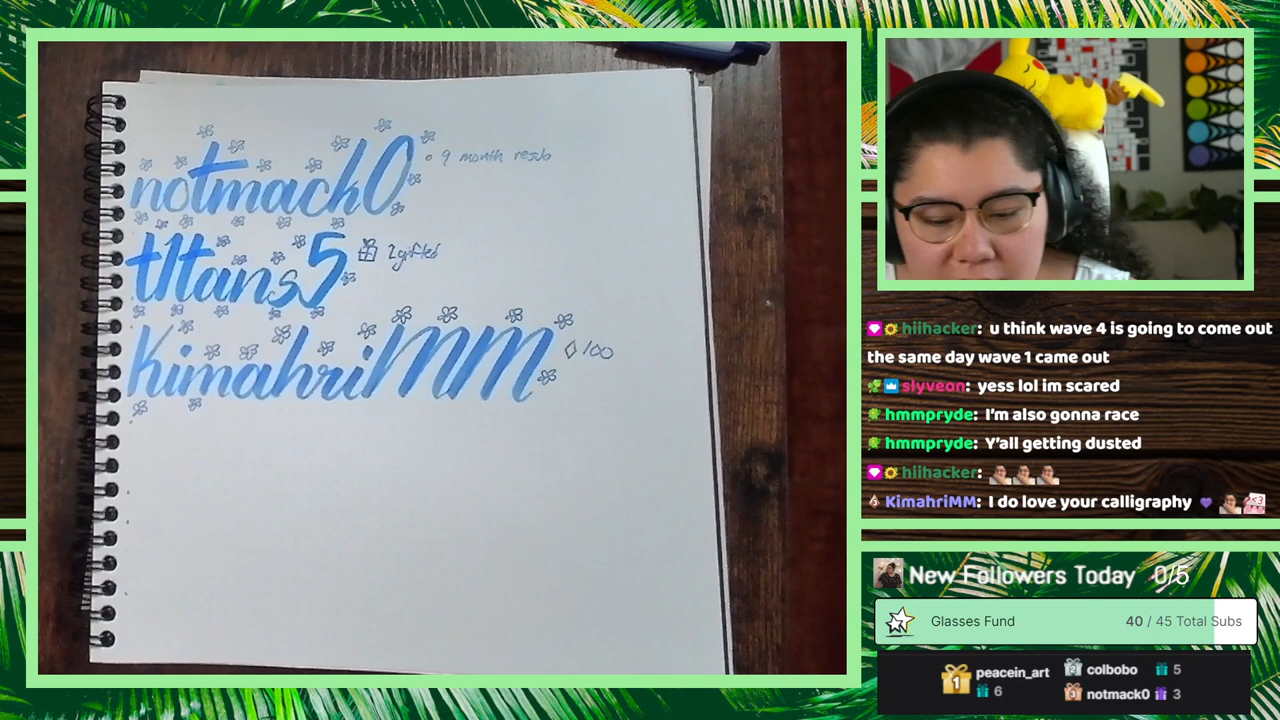 notmack0 9 month resub
t1tans5 2 gifted
KimahriMM 100
hiihacker: u think wave 4 is going to come out
the same day wave 1 came out
slyveon: yess lol im scared
hmmpryde: I'm also gonna race
hmmpryde: Y'all getting dusted
hiihacker:
KimahriMM: I do love your calligraphy
New Followers Today 0/5
Glasses Fund 40 / 45 Total Subs
1 peacein_art 6
2 colbobo 5
3 notmack0 3